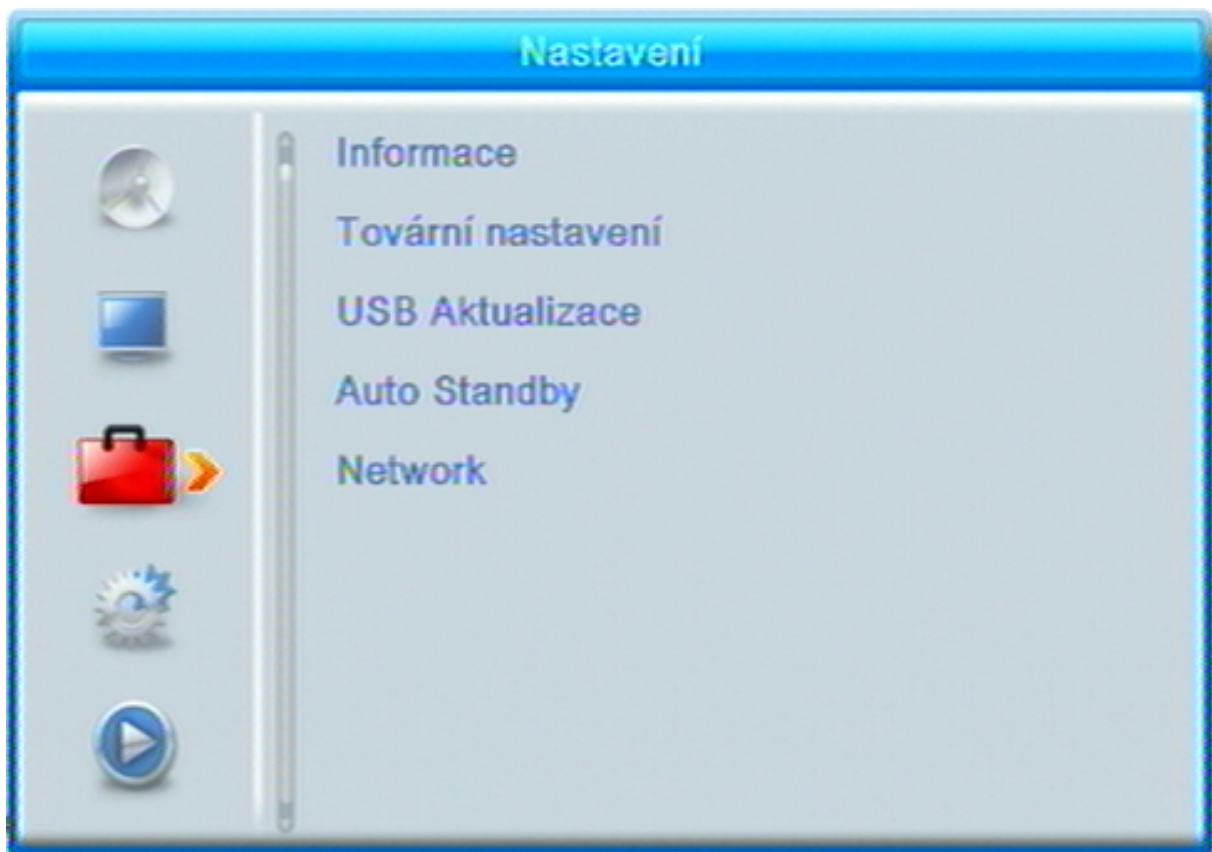 Nastavení
Informace
Tovární nastavení
USB Aktualizace
Auto Standby
Network